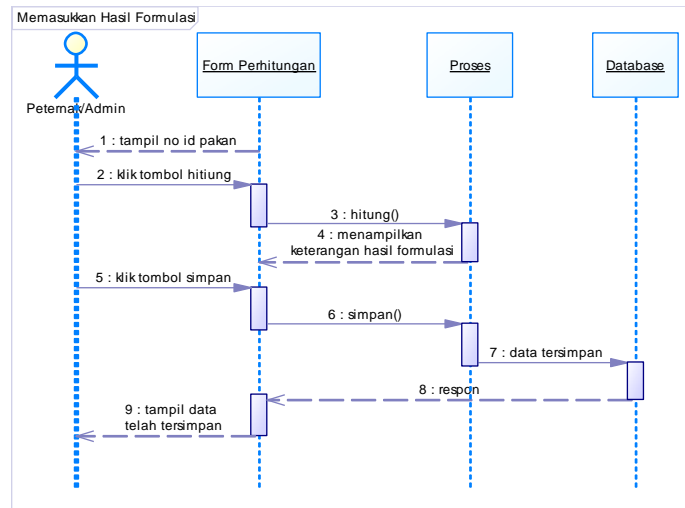 Memasukkan Hasil Formulasi
Form Perhitungan
Proses
Database
Peternak/Admin
1 : tampil no id pakan
2 : klik tombol hitiung
3 : hitung()
4 : menampilkan
keterangan hasil formulasi
5 : klik tombol simpan
6 : simpan()
7 : data tersimpan
8 : respon
9 : tampil data
telah tersimpan